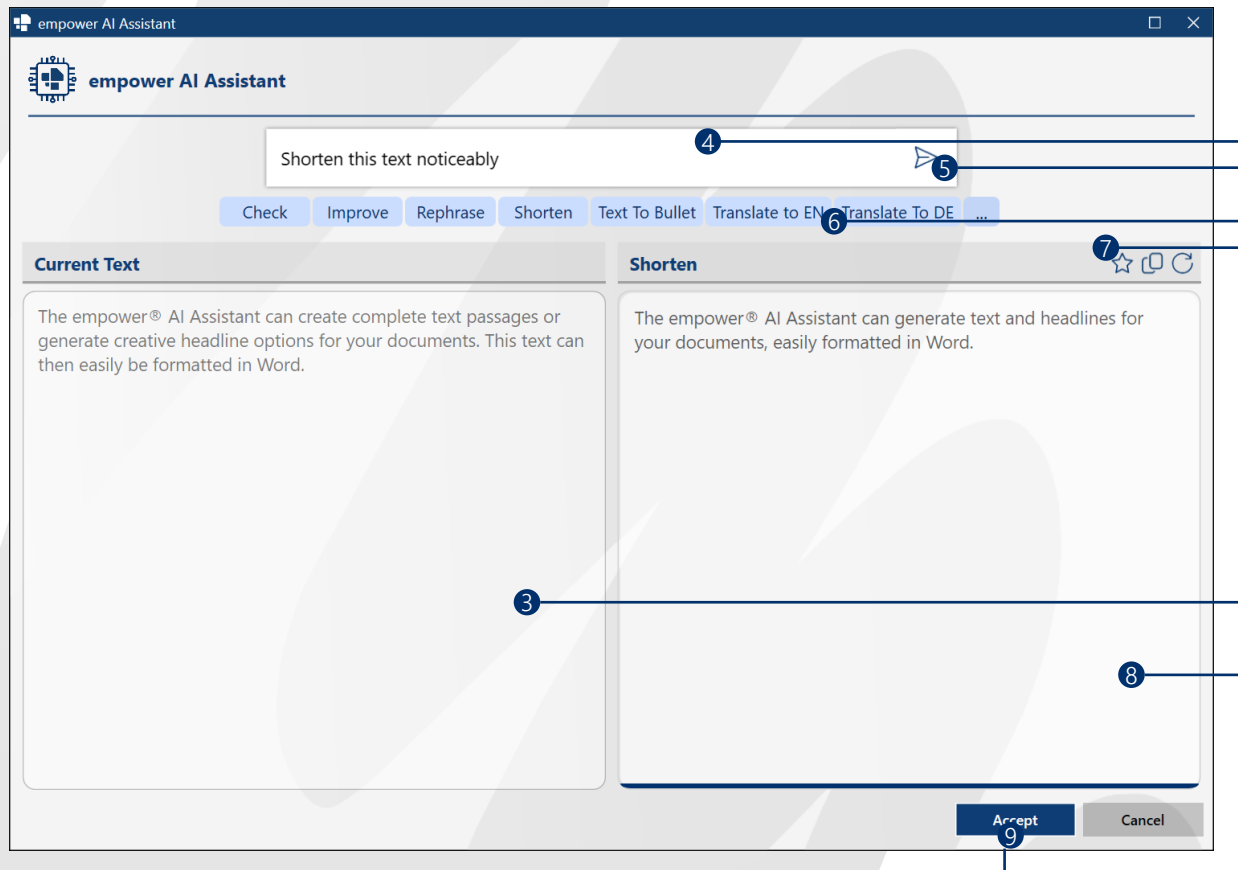 empower AI Assistant
empower AI Assistant
4
Shorten this text noticeably
5
Check Improve Rephrase Shorten Text To Bullet Translate to EN Translate To DE ...
6
7
Current Text
Shorten
The empower® AI Assistant can create complete text passages or
generate creative headline options for your documents. This text can
then easily be formatted in Word.
The empower® AI Assistant can generate text and headlines for
your documents, easily formatted in Word.
3
8
Accept Cancel
9